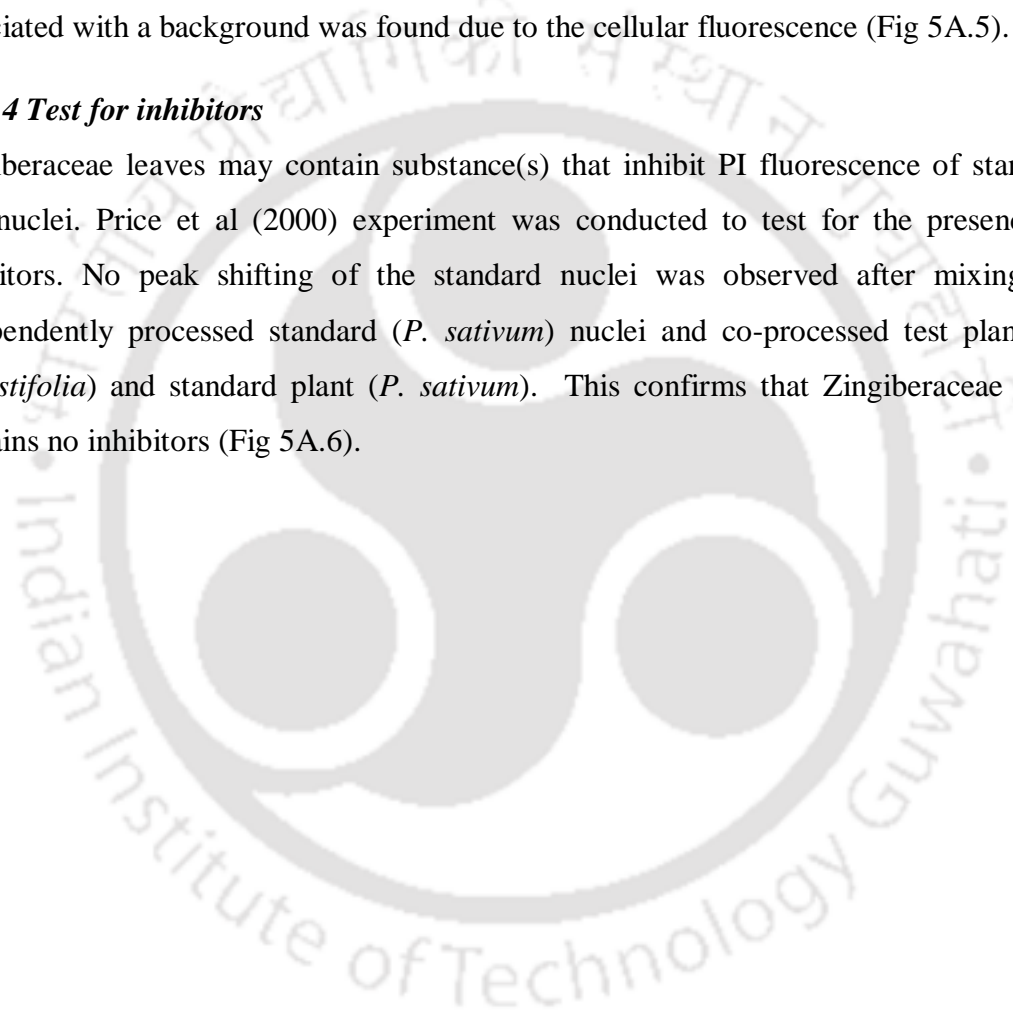 ciated with a background was found due to the cellular fluorescence (Fig 5A.5).
4 Test for inhibitors
iberaceae leaves may contain substance(s) that inhibit PI fluorescence of star
nuclei. Price et al (2000) experiment was conducted to test for the presenc
itors. No peak shifting of the standard nuclei was observed after mixing
pendently processed standard (P. sativum) nuclei and co-processed test plan
stifolia) and standard plant (P. sativum). This confirms that Zingiberaceae
ains no inhibitors (Fig 5A.6).
Indian Institute of Technology Guwahati